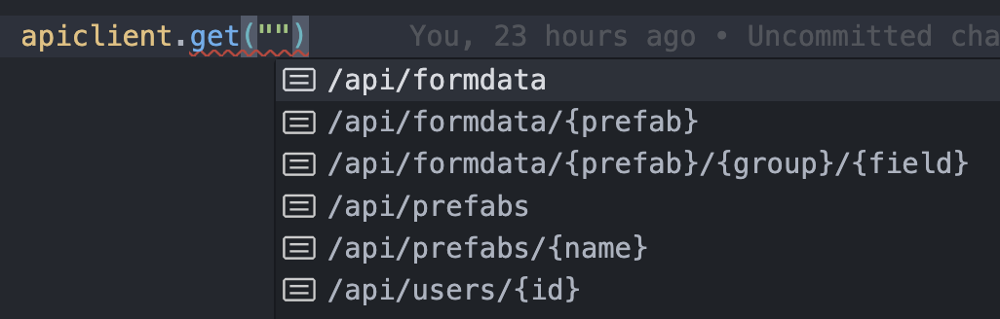 apiclient.get("") You, 23 hours ago • Uncommitted cha
/api/formdata
/api/formdata/{prefab}
/api/formdata/{prefab}/{group}/{field}
/api/prefabs
/api/prefabs/{name}
/api/users/{id}